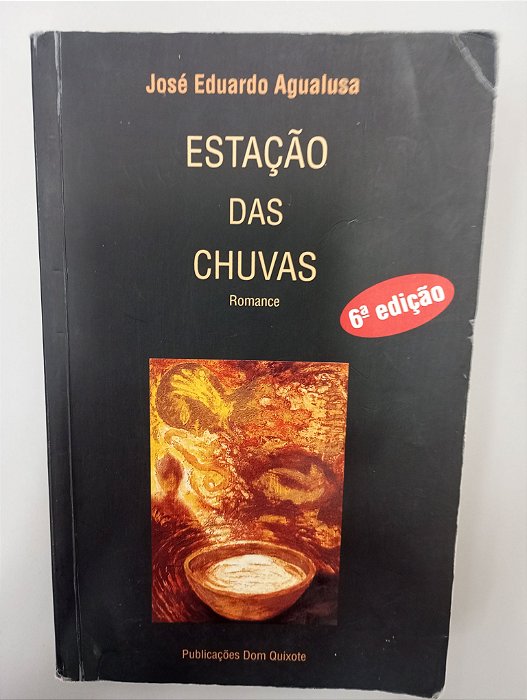 José Eduardo Agualusa
ESTAÇÃO
DAS
CHUVAS
Romance
6ª edição
Publicações Dom Quixote